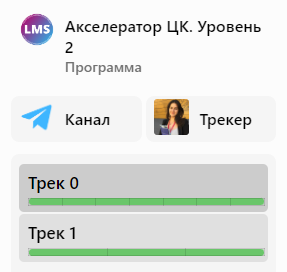 LMS
Акселератор ЦК. Уровень
2
Программа
Канал
Трекер
Трек 0
Трек 1